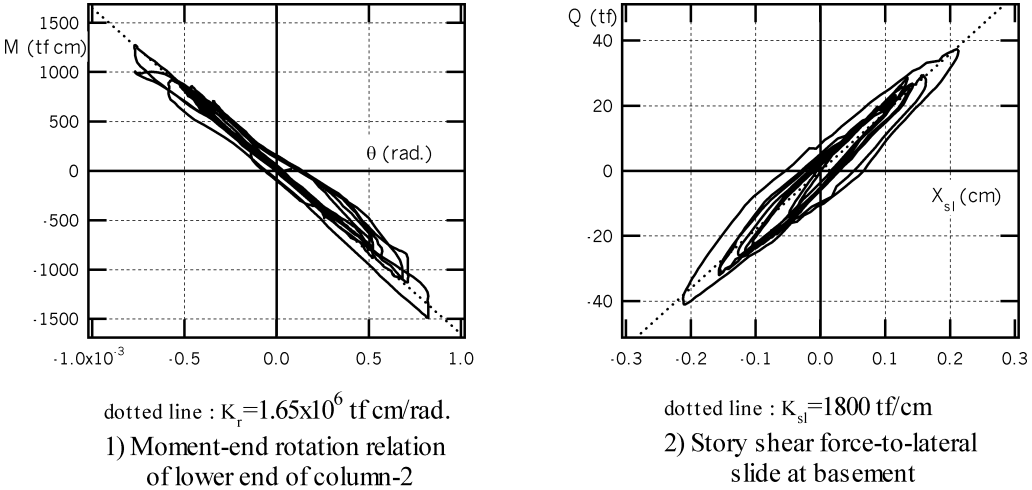 1500
M (tf cm)
1000
500
0
-500
-1000
-1500
-1.0x10-3
-0.5
0.0
0.5
1.0
θ (rad.)
dotted line : Kr=1.65x10^6 tf cm/rad.
1) Moment-end rotation relation
of lower end of column-2
Q (tf)
40
20
0
-20
-40
-0.3
-0.2
-0.1
0.0
0.1
0.2
0.3
Xsl (cm)
dotted line : Ksl=1800 tf/cm
2) Story shear force-to-lateral
slide at basement